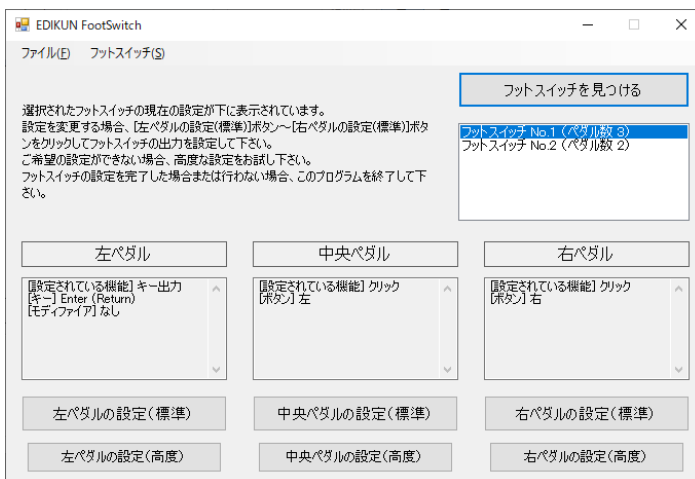 EDIKUN FootSwitch
ファイル(F) フットスイッチ(S)
フットスイッチを見つける
選択されたフットスイッチの現在の設定が下に表示されています。
設定を変更する場合、[左ペダルの設定(標準)]ボタン～[右ペダルの設定(標準)]ボタ
ンをクリックしてフットスイッチの出力を設定して下さい。
ご希望の設定ができない場合、高度な設定をお試し下さい。
フットスイッチの設定を完了した場合または行わない場合、このプログラムを終了して下
さい。
フットスイッチ No.1 (ペダル数 3)
フットスイッチ No.2 (ペダル数 2)
左ペダル 中央ペダル 右ペダル
[設定されている機能] キー出力
[キー] Enter (Return)
[モディファイア] なし
[設定されている機能] クリック
[ボタン] 左
[設定されている機能] クリック
[ボタン] 右
左ペダルの設定(標準) 中央ペダルの設定(標準) 右ペダルの設定(標準)
左ペダルの設定(高度) 中央ペダルの設定(高度) 右ペダルの設定(高度)